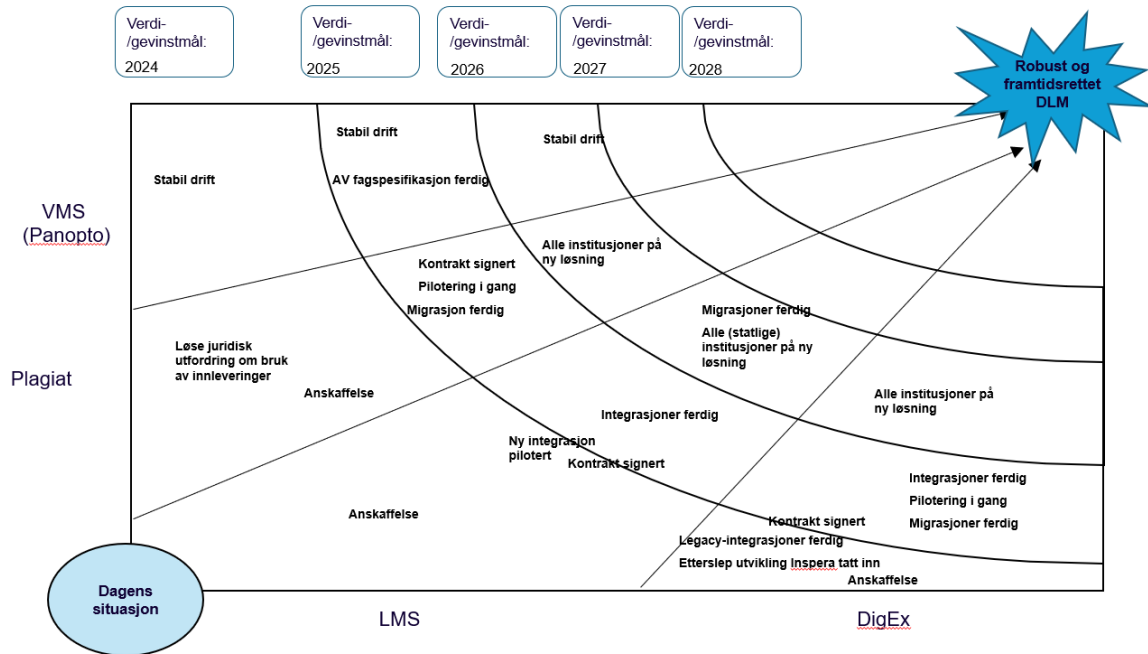 Verdi-
/gevinstmål:
2024
Verdi-
/gevinstmål:
2025
Verdi-
/gevinstmål:
2026
Verdi-
/gevinstmål:
2027
Verdi-
/gevinstmål:
2028
Robust og
framtidsrettet
DLM
Stabil drift
Stabil drift
Stabil drift
AV fagspesifikasjon ferdig
VMS
(Panopto)
Alle institusjoner på
ny løsning
Kontrakt signert
Pilotering i gang
Migrasjon ferdig
Migrasjoner ferdig
Alle (statlige)
institusjoner på ny
løsning
Løse juridisk
utfordring om bruk
av innleveringer
Plagiat
Anskaffelse
Alle institusjoner på
ny løsning
Integrasjoner ferdig
Ny integrasjon
pilotert
Kontrakt signert
Integrasjoner ferdig
Pilotering i gang
Migrasjoner ferdig
Anskaffelse
Kontrakt signert
Legacy-integrasjoner ferdig
Etterslep utvikling Inspera tatt inn
Anskaffelse
Dagens
situasjon
LMS
DigEx